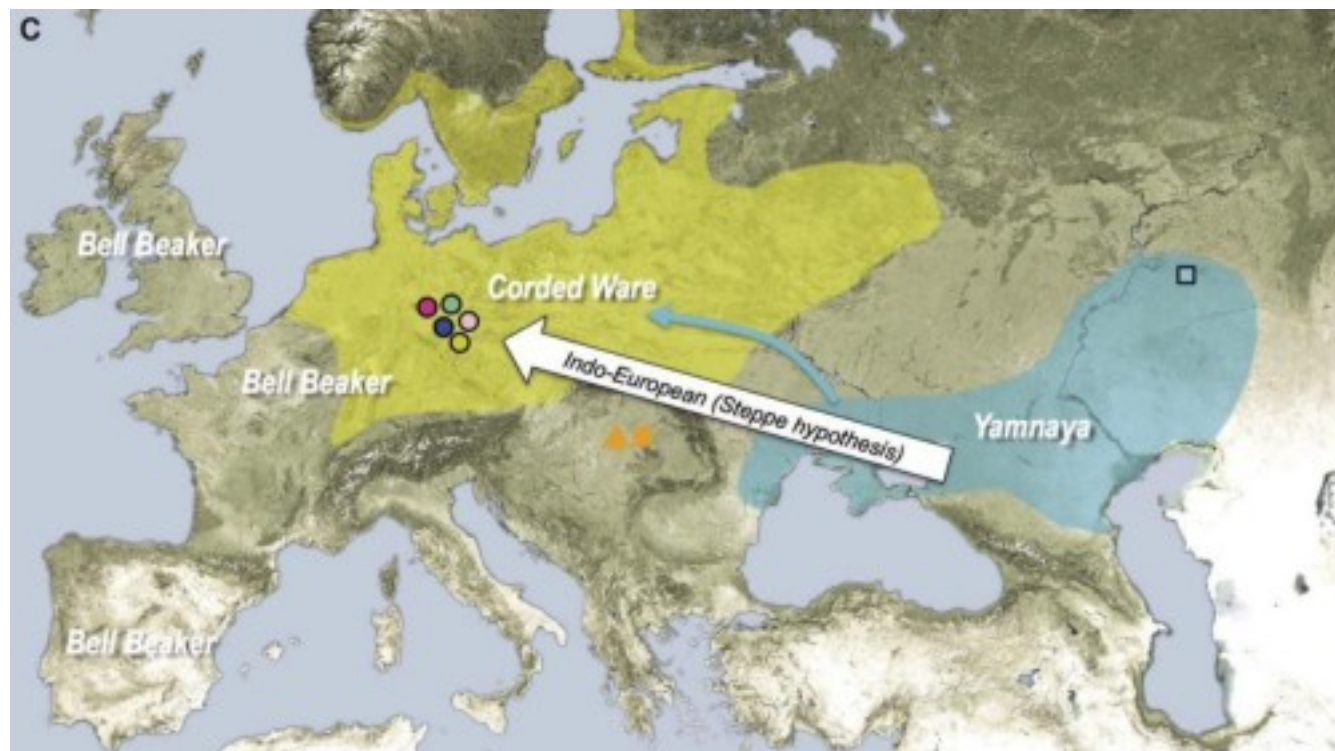 C
Bell Beaker
Corded Ware
Bell Beaker
Indo-European (Steppe hypothesis)
Yamnaya
Bell Beaker